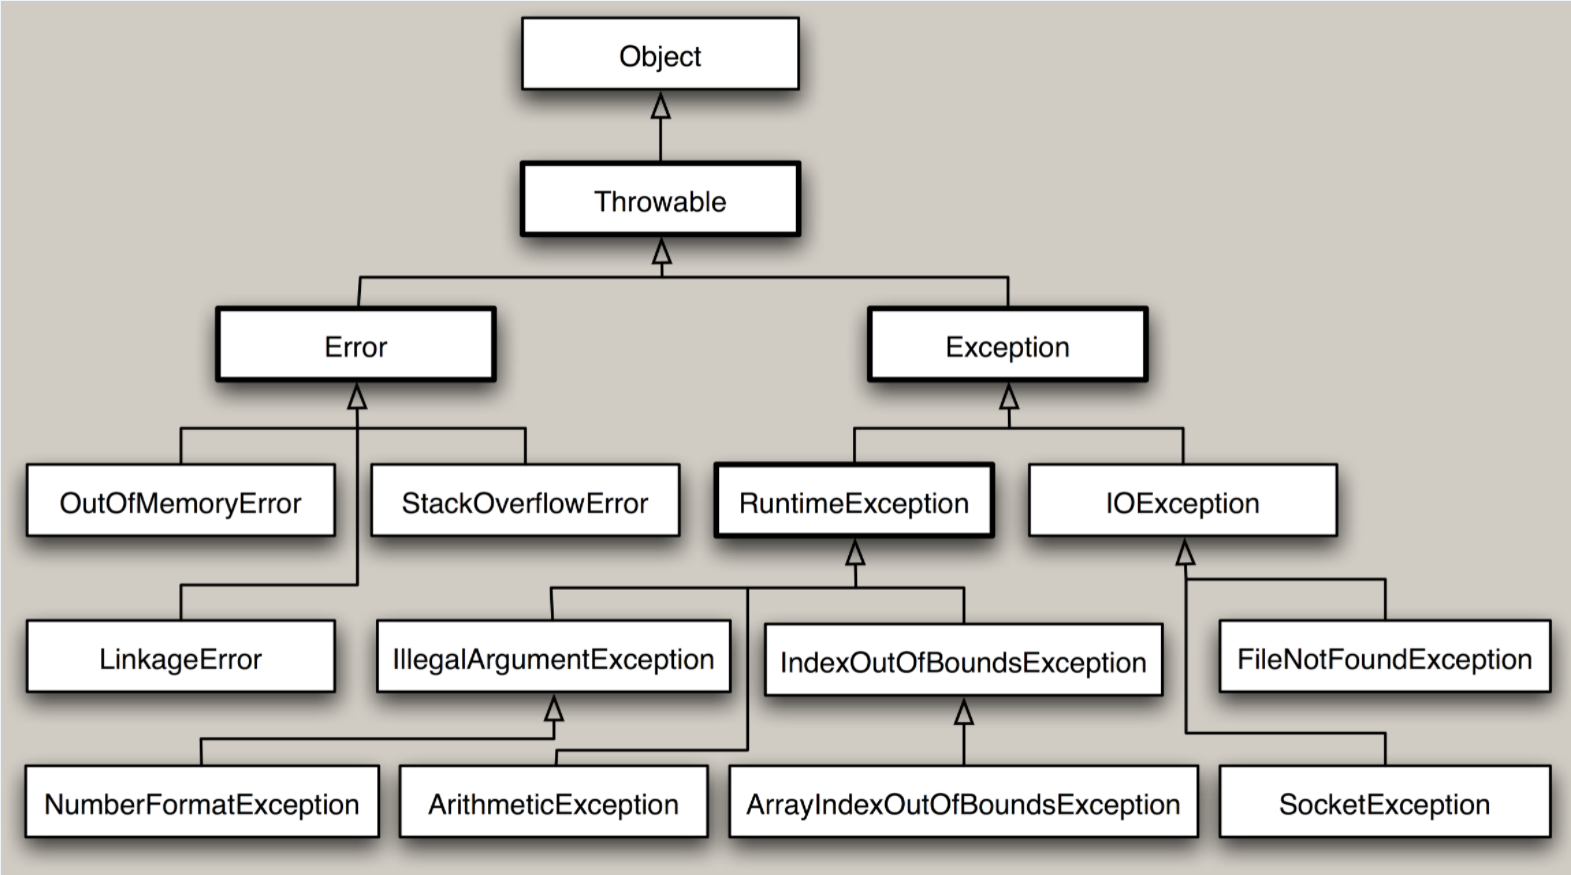 Object
Throwable
Error
Exception
OutOfMemoryError
StackOverflowError
RuntimeException
IOException
LinkageError
IllegalArgumentException
IndexOutOfBoundsException
FileNotFoundException
NumberFormatException
ArithmeticException
ArrayIndexOutOfBoundsException
SocketException